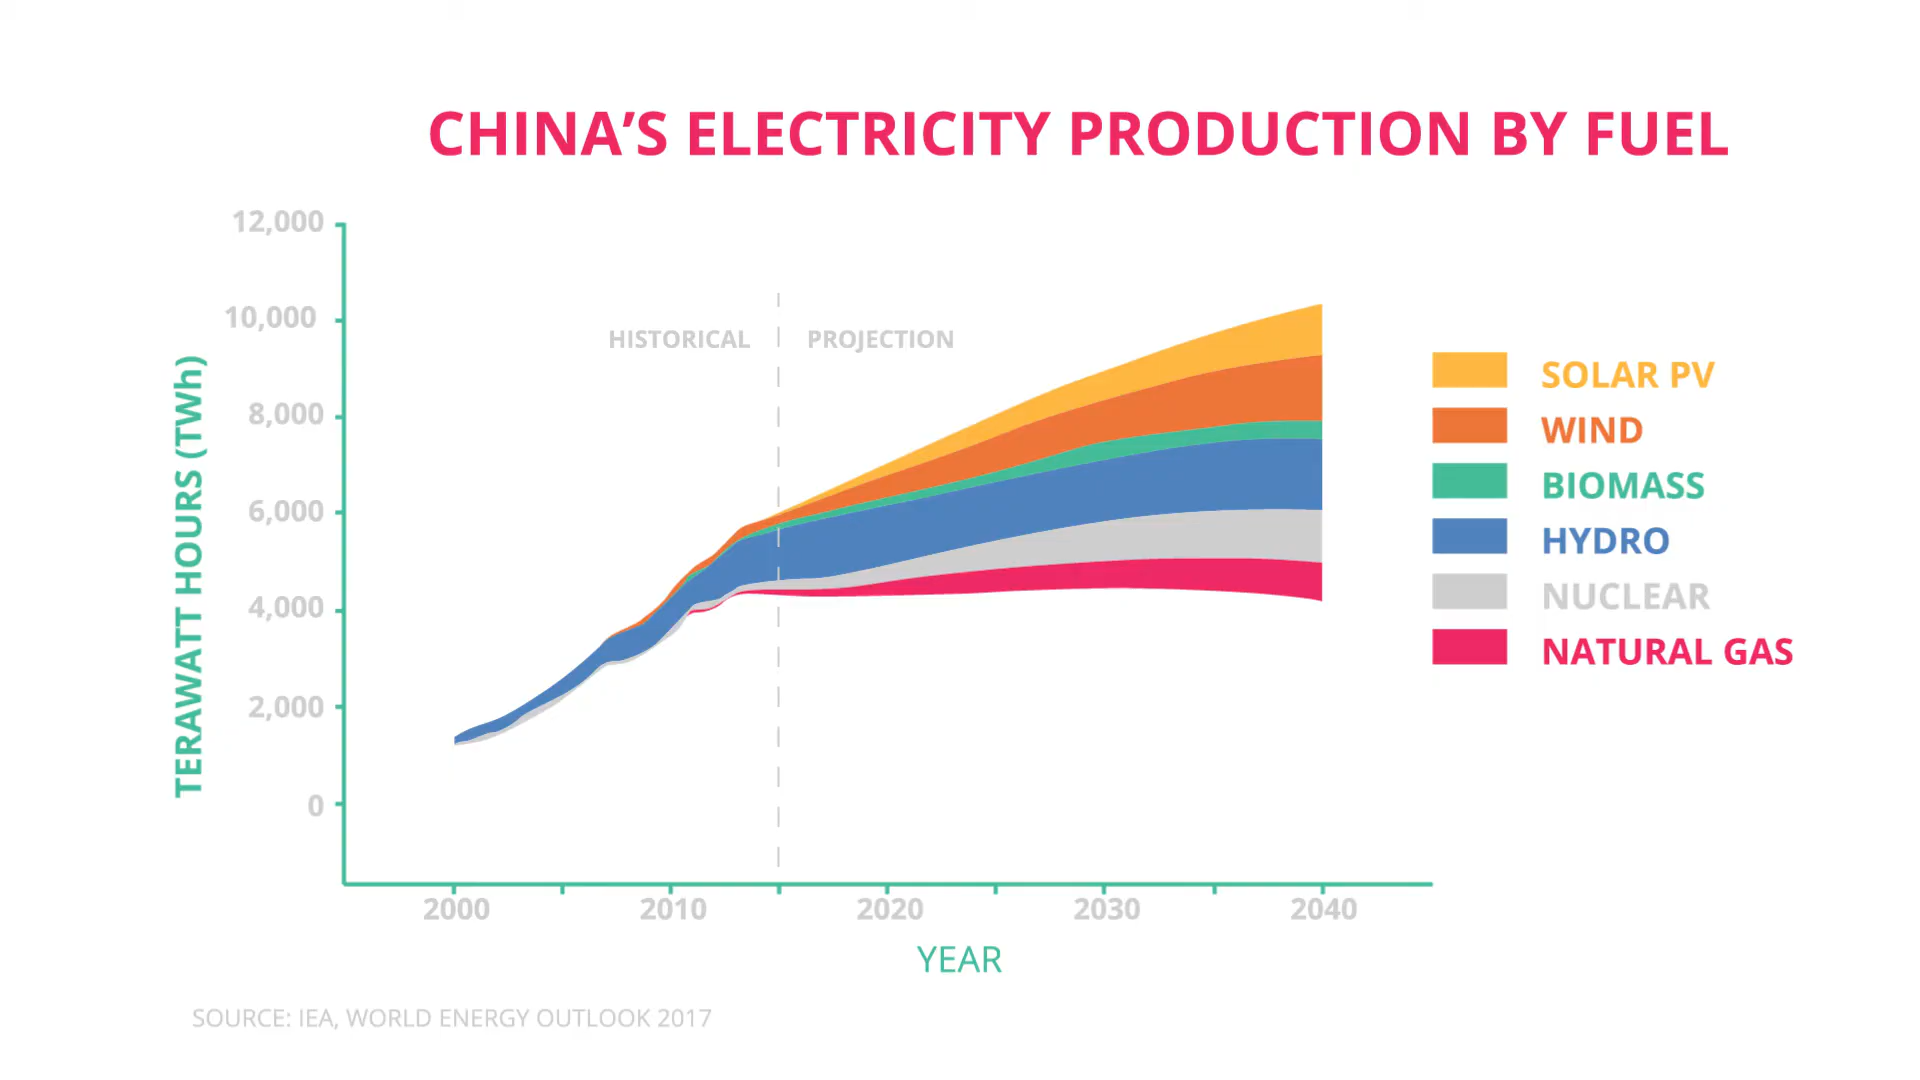 CHINA’S ELECTRICITY PRODUCTION BY FUEL
12,000
10,000
8,000
6,000
4,000
2,000
0
TERAWATT HOURS (TWh)
HISTORICAL
PROJECTION
SOLAR PV
WIND
BIOMASS
HYDRO
NUCLEAR
NATURAL GAS
2000 2010 2020 2030 2040
YEAR
SOURCE: IEA, WORLD ENERGY OUTLOOK 2017